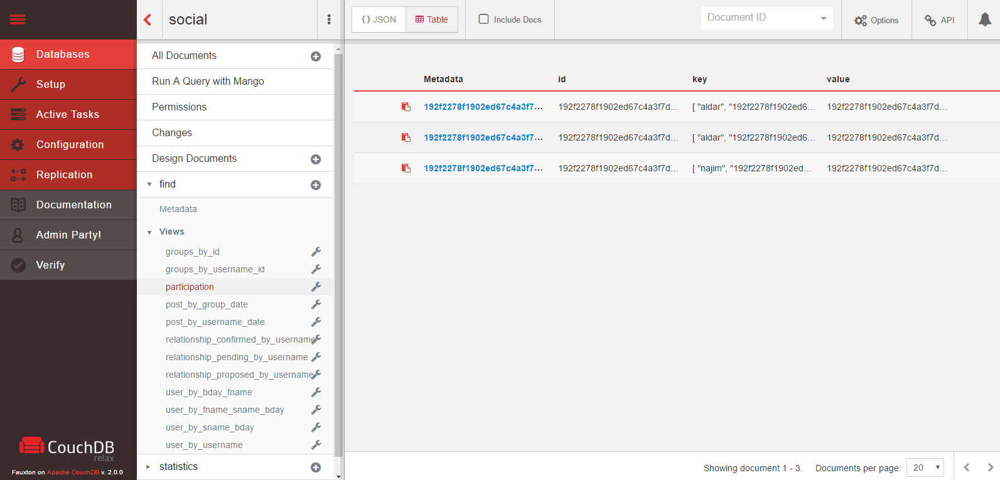 Databases
Setup
Active Tasks
Configuration
Replication
Documentation
Admin Party!
Verify
CouchDB
relax
Fauxton on Apache CouchDB v. 2.0.0
social
All Documents
Run A Query with Mango
Permissions
Changes
Design Documents
find
Metadata
Views
groups_by_id
groups_by_username_id
participation
post_by_group_date
post_by_username_date
relationship_confirmed_by_username
relationship_pending_by_username
relationship_proposed_by_username
user_by_bday_fname
user_by_fname_sname_bday
user_by_sname_bday
user_by_username
statistics
{} JSON Table Include Docs Document ID Options API
Metadata id key value
192f2278f1902ed67c4a3f7... 192f2278f1902ed67c4a3f7d... [ "aldar", "192f2278f1902ed6... 192f2278f1902ed67c4a3f7d...
192f2278f1902ed67c4a3f7... 192f2278f1902ed67c4a3f7d... [ "aldar", "192f2278f1902ed6... 192f2278f1902ed67c4a3f7d...
192f2278f1902ed67c4a3f7... 192f2278f1902ed67c4a3f7d... [ "najim", "192f2278f1902ed... 192f2278f1902ed67c4a3f7d...
Showing document 1 - 3. Documents per page: 20